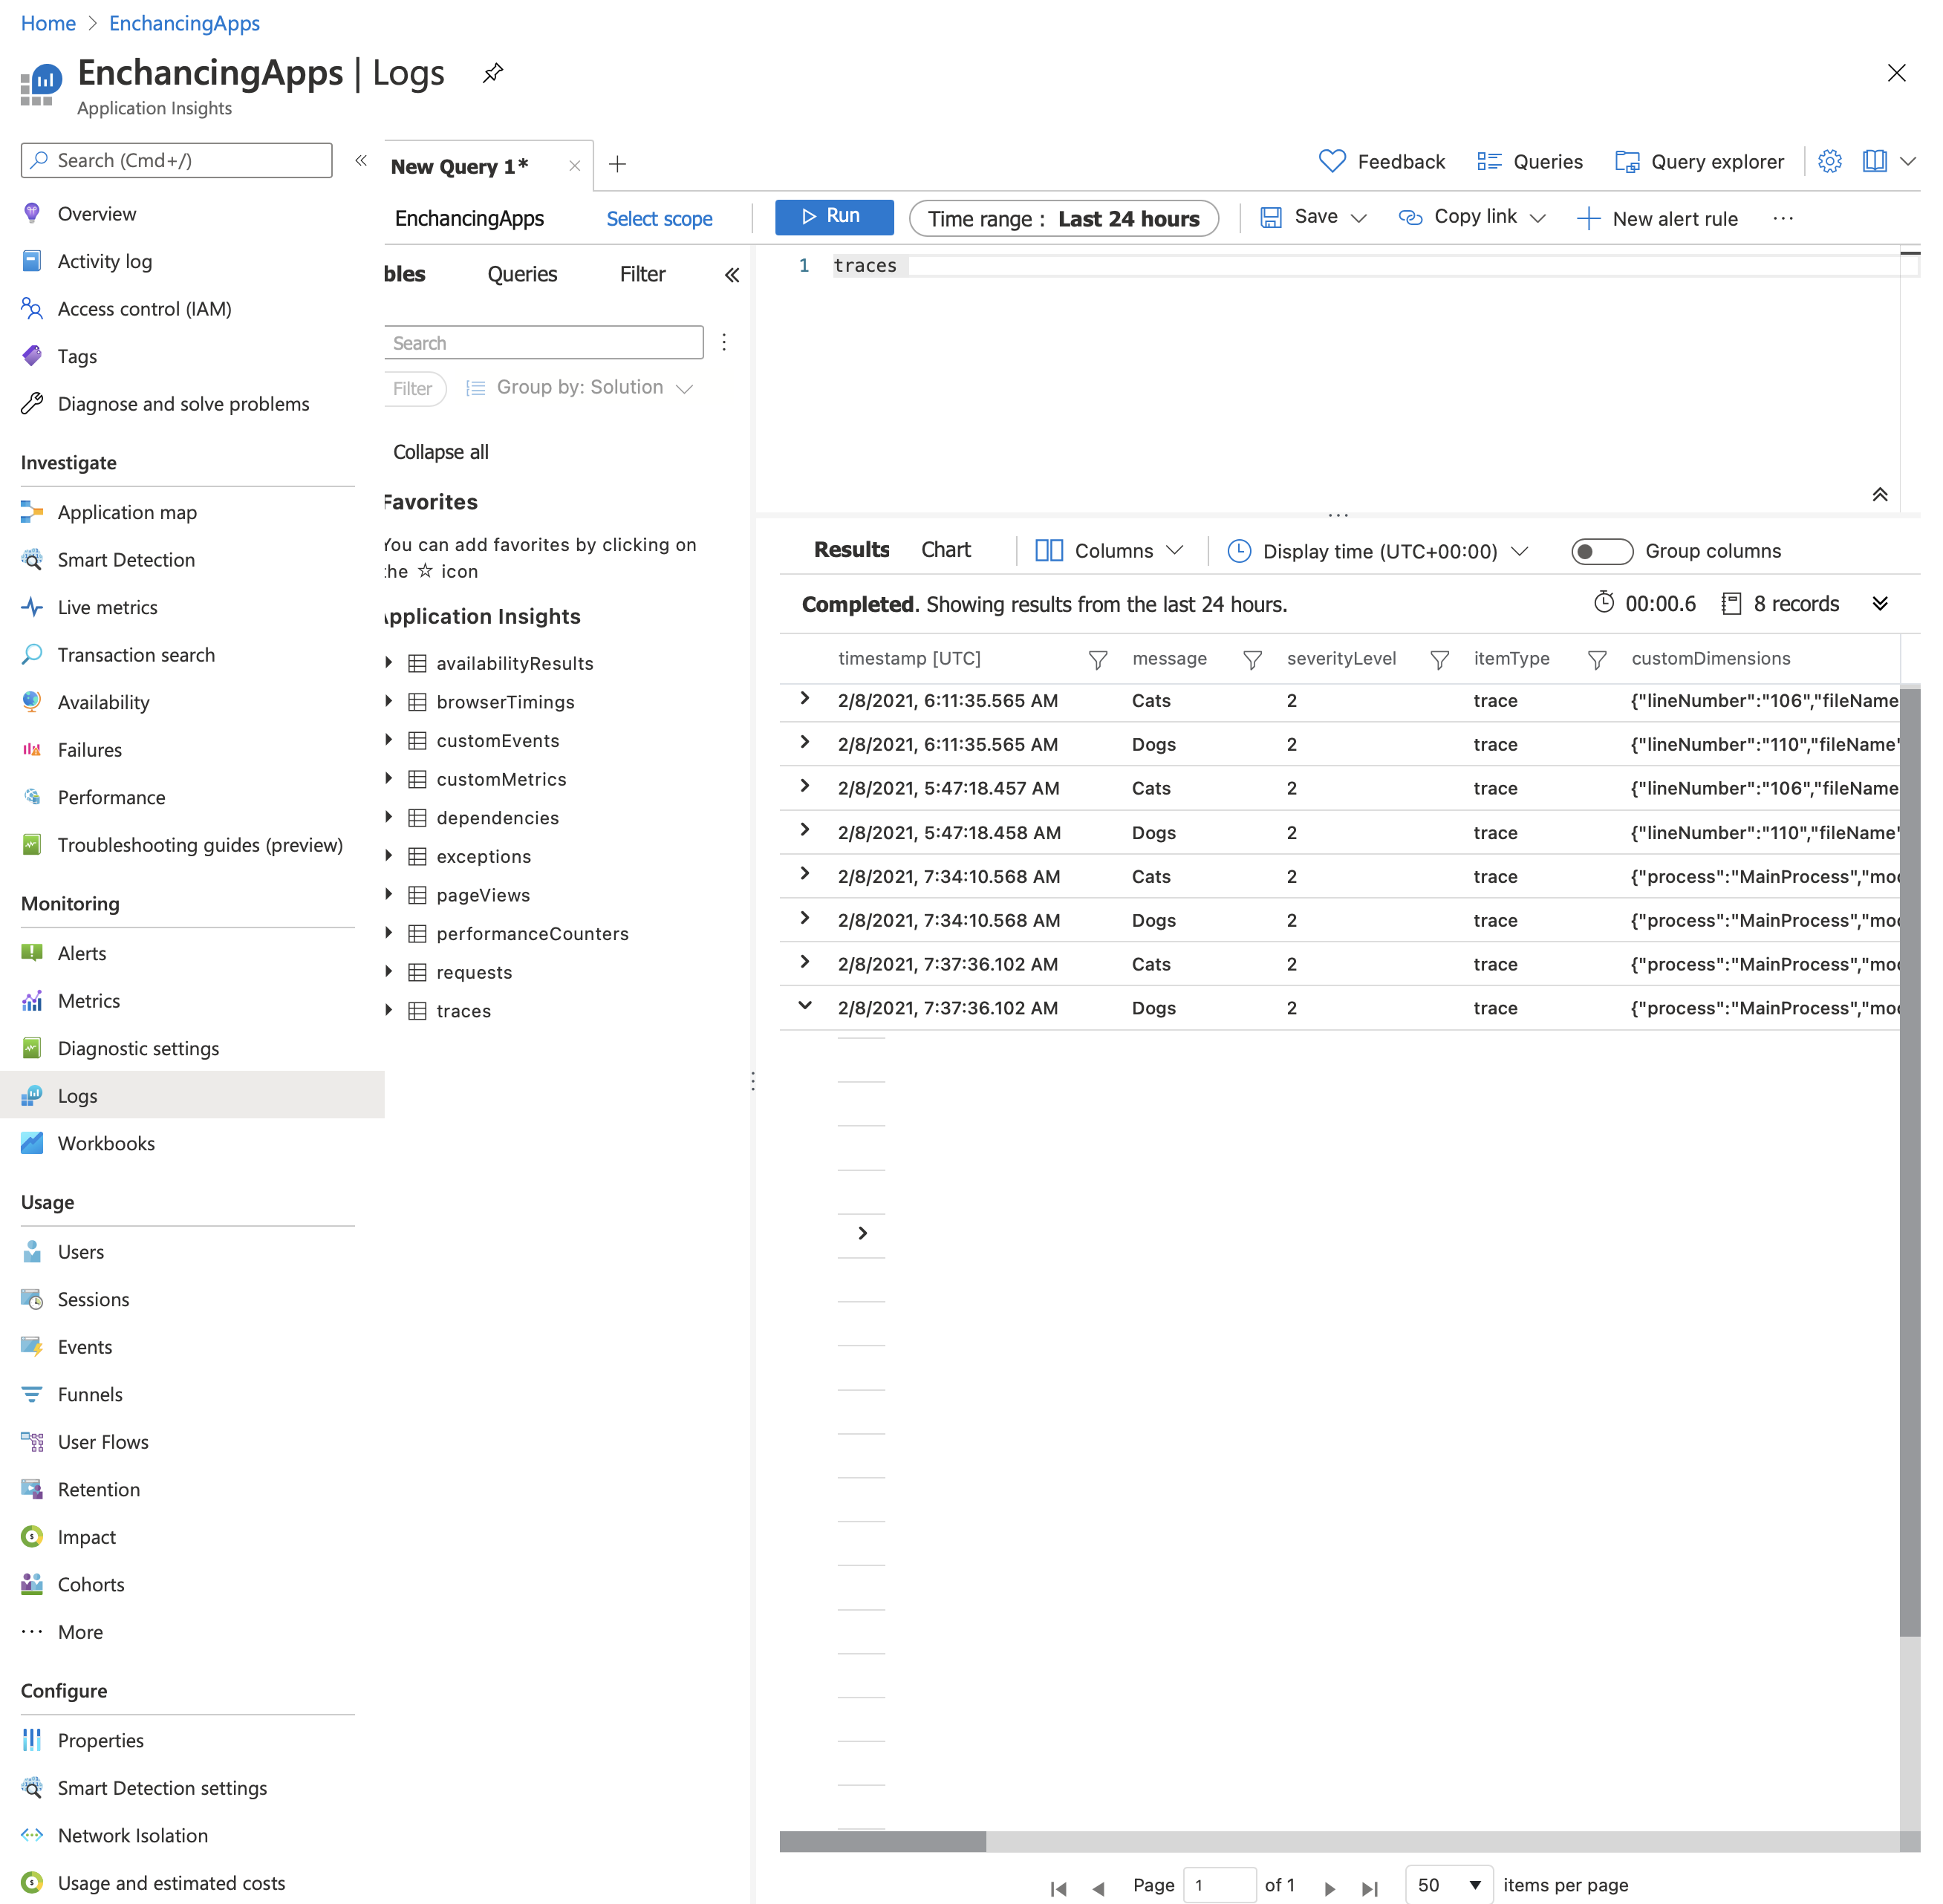 Home > EnchancingApps
EnchancingApps | Logs
Application Insights
Search (Cmd+/)
Overview
Activity log
Access control (IAM)
Tags
Diagnose and solve problems
Investigate
Application map
Smart Detection
Live metrics
Transaction search
Availability
Failures
Performance
Troubleshooting guides (preview)
Monitoring
Alerts
Metrics
Diagnostic settings
Logs
Workbooks
Usage
Users
Sessions
Events
Funnels
User Flows
Retention
Impact
Cohorts
More
Configure
Properties
Smart Detection settings
Network Isolation
Usage and estimated costs
New Query 1*
Feedback Queries Query explorer
EnchancingApps Select scope Run Time range : Last 24 hours Save Copy link New alert rule
bles Queries Filter
Search
Filter Group by: Solution
Collapse all
Favorites
You can add favorites by clicking on
the ☆ icon
Application Insights
availabilityResults
browserTimings
customEvents
customMetrics
dependencies
exceptions
pageViews
performanceCounters
requests
traces
1 traces
Results Chart Columns Display time (UTC+00:00) Group columns
Completed. Showing results from the last 24 hours. 00:00.6 8 records
timestamp [UTC] message severityLevel itemType customDimensions
2/8/2021, 6:11:35.565 AM Cats 2 trace {"lineNumber":"106","fileName
2/8/2021, 6:11:35.565 AM Dogs 2 trace {"lineNumber":"110","fileName"
2/8/2021, 5:47:18.457 AM Cats 2 trace {"lineNumber":"106","fileName
2/8/2021, 5:47:18.458 AM Dogs 2 trace {"lineNumber":"110","fileName"
2/8/2021, 7:34:10.568 AM Cats 2 trace {"process":"MainProcess","moc
2/8/2021, 7:34:10.568 AM Dogs 2 trace {"process":"MainProcess","moc
2/8/2021, 7:37:36.102 AM Cats 2 trace {"process":"MainProcess","moc
2/8/2021, 7:37:36.102 AM Dogs 2 trace {"process":"MainProcess","moc
Page 1 of 1 50 items per page